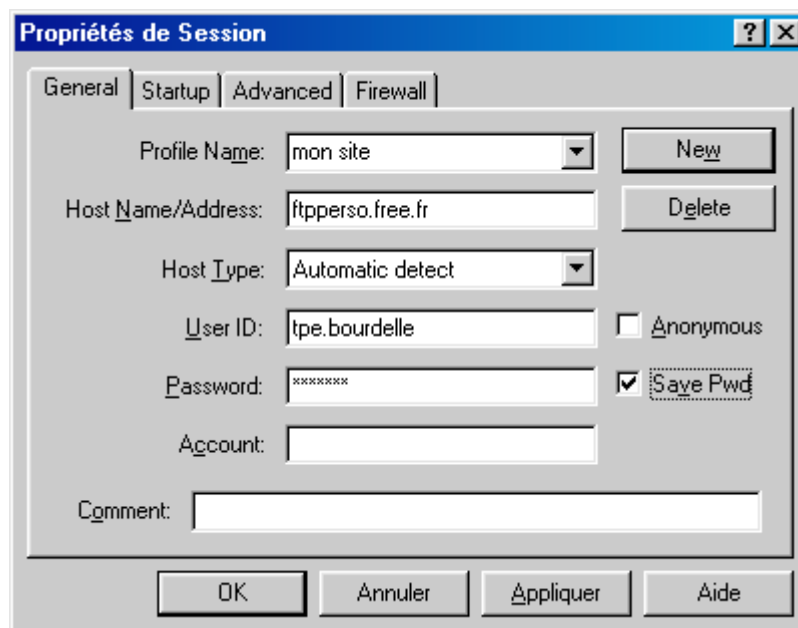 Propriétés de Session
General Startup Advanced Firewall
Profile Name: mon site New
Host Name/Address: ftpperso.free.fr Delete
Host Type: Automatic detect
User ID: tpe.bourdelle Anonymous
Password: ******* Save Pwd
Account:
Comment:
OK Annuler Appliquer Aide